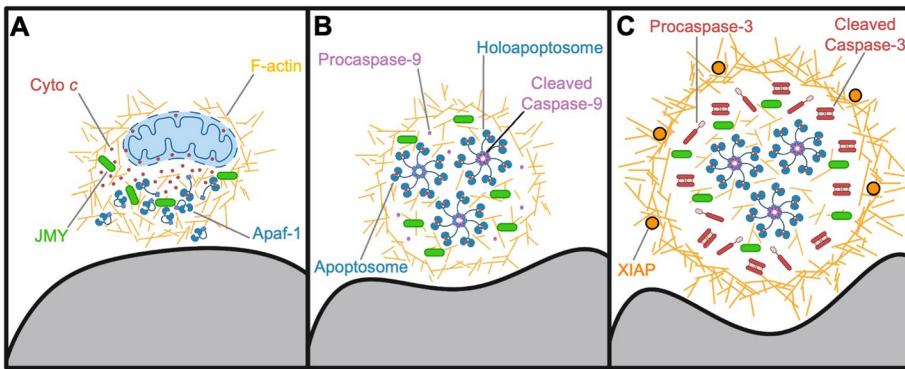 A
Cyto c
F-actin
JMY
Apaf-1
B
Procaspase-9
Holoapoptosome
Cleaved
Caspase-9
Apoptosome
C
Procaspase-3
Cleaved
Caspase-3
XIAP